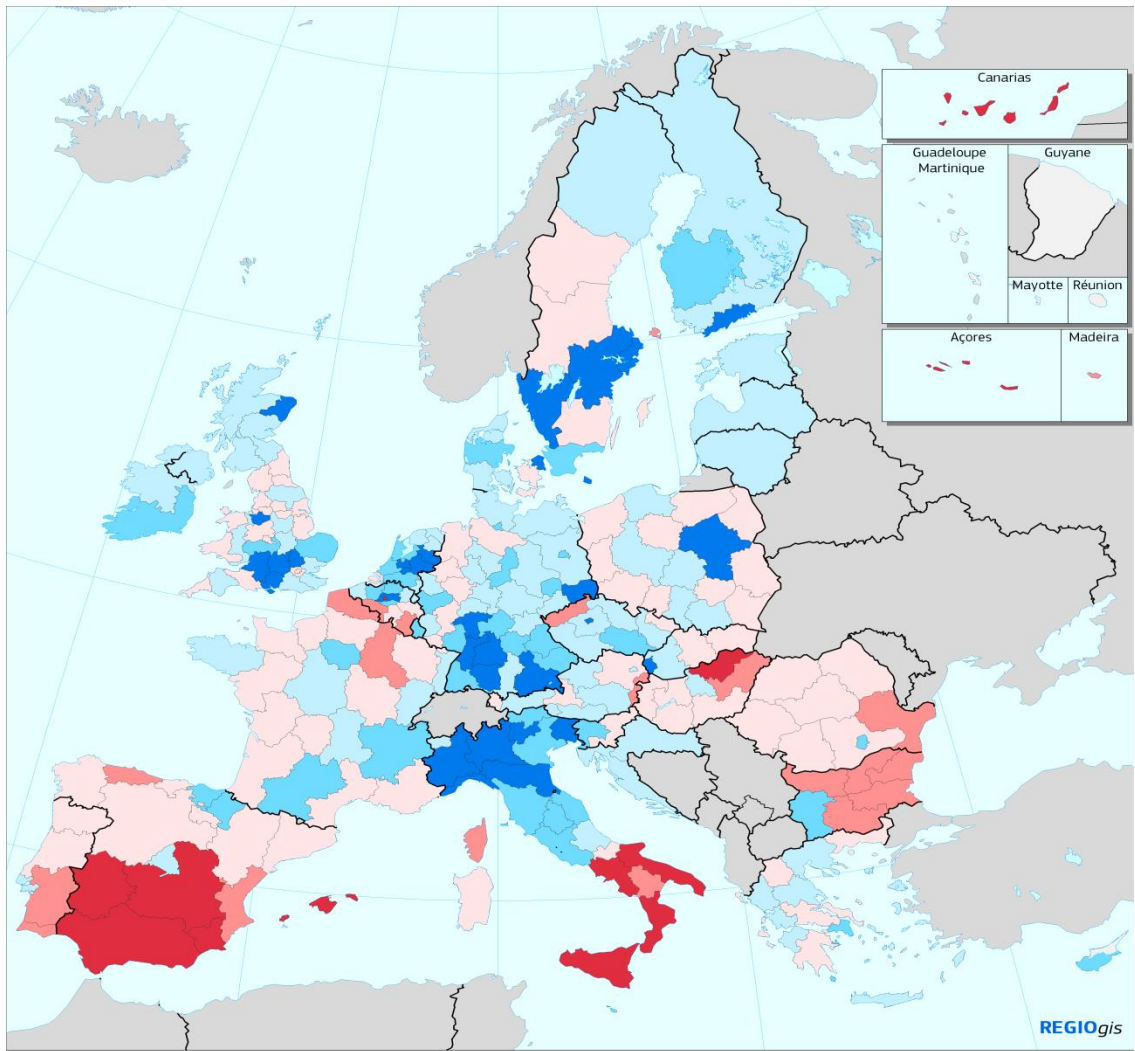 Canarias
Guadeloupe
Martinique
Guyane
Mayotte
Réunion
Açores
Madeira
REGIOgis